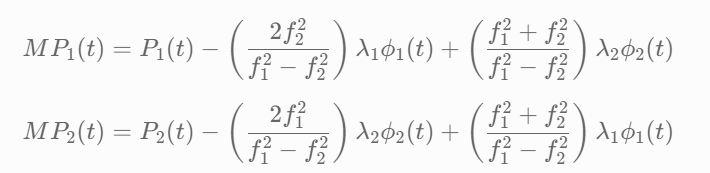 $MP_1(t) = P_1(t) - \left( \frac{2f_2^2}{f_1^2 - f_2^2} \right) \lambda_1 \phi_1(t) + \left( \frac{f_1^2 + f_2^2}{f_1^2 - f_2^2} \right) \lambda_2 \phi_2(t)$
$MP_2(t) = P_2(t) - \left( \frac{2f_1^2}{f_1^2 - f_2^2} \right) \lambda_2 \phi_2(t) + \left( \frac{f_1^2 + f_2^2}{f_1^2 - f_2^2} \right) \lambda_1 \phi_1(t)$